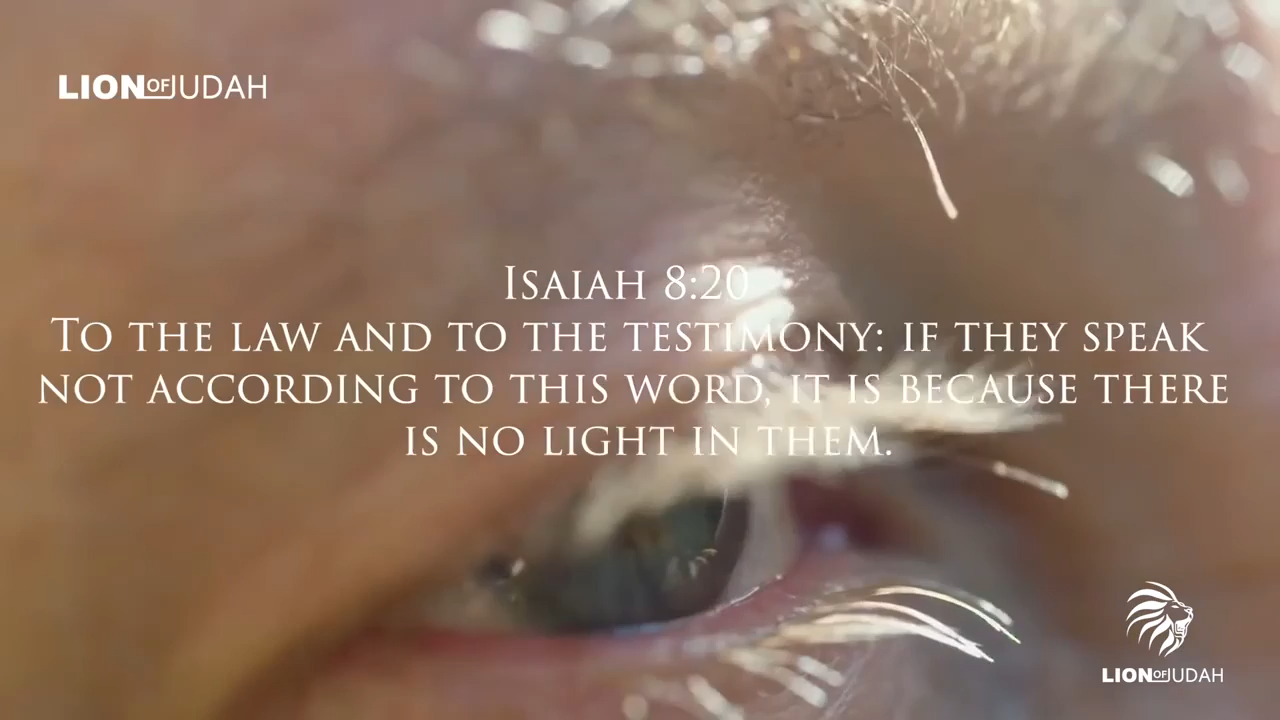 LION OF JUDAH
Isaiah 8:20
To the law and to the testimony: if they speak
not according to this word, it is because there
is no light in them.
LION OF JUDAH